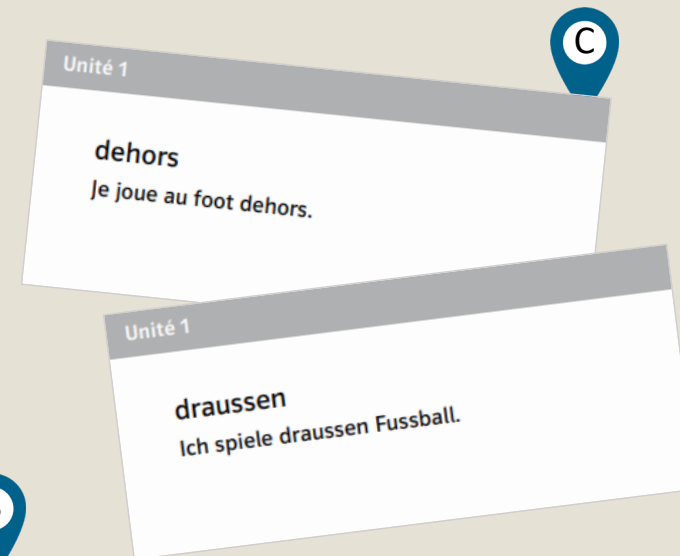 C
Unité 1
dehors
Je joue au foot dehors.
Unité 1
draussen
Ich spiele draussen Fussball.